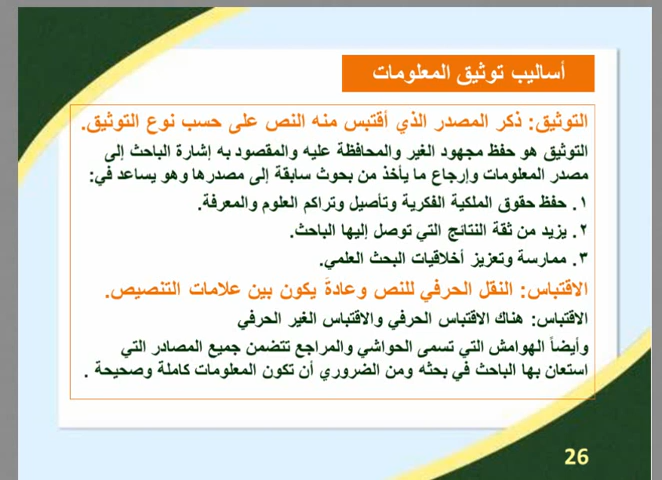 أساليب توثيق المعلومات
التوثيق: ذكر المصدر الذي أقتبس منه النص على حسب نوع التوثيق.
التوثيق هو حفظ مجهود الغير والمحافظة عليه والمقصود به إشارة الباحث إلى
مصدر المعلومات وإرجاع ما يأخذ من بحوث سابقة إلى مصدرها وهو يساعد في:
١. حفظ حقوق الملكية الفكرية وتأصيل وتراكم العلوم والمعرفة.
٢. يزيد من ثقة النتائج التي توصل إليها الباحث.
٣. ممارسة وتعزيز أخلاقيات البحث العلمي.
الاقتباس: النقل الحرفي للنص وعادةً يكون بين علامات التنصيص.
الاقتباس: هناك الاقتباس الحرفي والاقتباس الغير الحرفي
وأيضاً الهوامش التي تسمى الحواشي والمراجع تتضمن جميع المصادر التي
استعان بها الباحث في بحثه ومن الضروري أن تكون المعلومات كاملة وصحيحة .
26